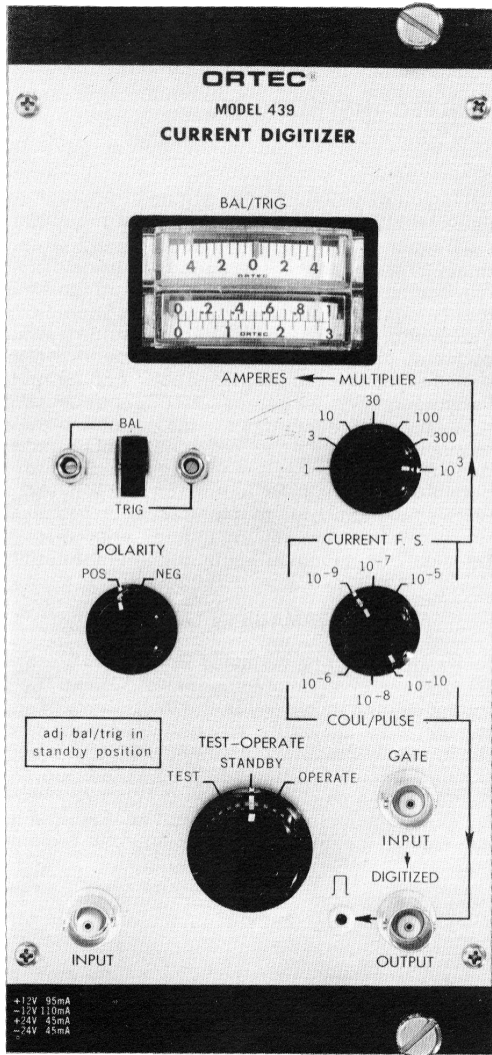 ORTEC®
MODEL 439
CURRENT DIGITIZER
BAL/TRIG
4 2 0 2 4
ORTEC
0 .2 .4 .6 .8 1
0 1 ORTEC 2 3
AMPERES MULTIPLIER
30
10 100
3 300
1 10³
BAL
TRIG
POLARITY
POS NEG
CURRENT F. S.
10⁻⁷
10⁻⁹ 10⁻⁵
10⁻⁶ 10⁻¹⁰
10⁻⁸
COUL/PULSE
adj bal/trig in
standby position
TEST-OPERATE
STANDBY
TEST OPERATE
GATE
INPUT
DIGITIZED
OUTPUT
INPUT
+12V 95mA
-12V 110mA
+24V 45mA
-24V 45mA